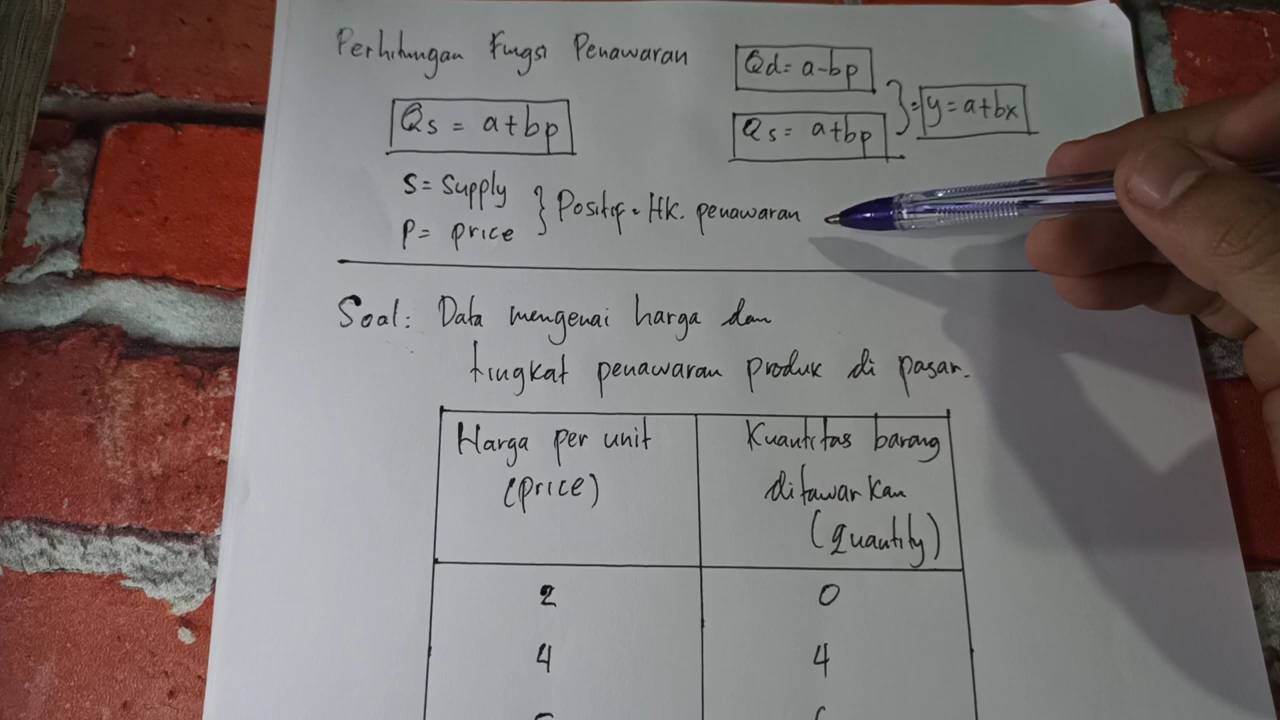 Perhitungan Fungsi Penawaran
Qs = a+bp
Qd = a-bp
Qs = a+bp
} = y = a+bx
S = Supply
P = price
} Positif = Hk. penawaran
Soal: Data mengenai harga dan
tingkat penawaran produk di pasar.
Harga per unit
(price)
Kuantitas barang
ditawarkan
(quantity)
2 0
4 4